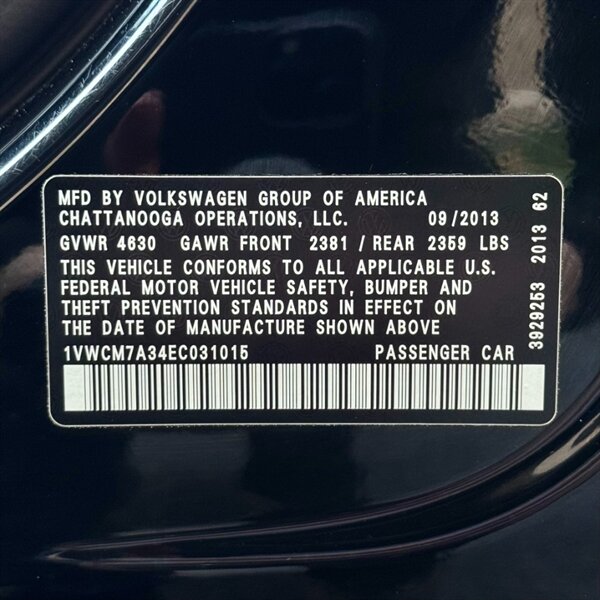 MFD BY VOLKSWAGEN GROUP OF AMERICA
CHATTANOOGA OPERATIONS, LLC. 09/2013
GVWR 4630 GAWR FRONT 2381 / REAR 2359 LBS
THIS VEHICLE CONFORMS TO ALL APPLICABLE U.S.
FEDERAL MOTOR VEHICLE SAFETY, BUMPER AND
THEFT PREVENTION STANDARDS IN EFFECT ON
THE DATE OF MANUFACTURE SHOWN ABOVE
1VWCM7A34EC031015 PASSENGER CAR
3929253 2013 62